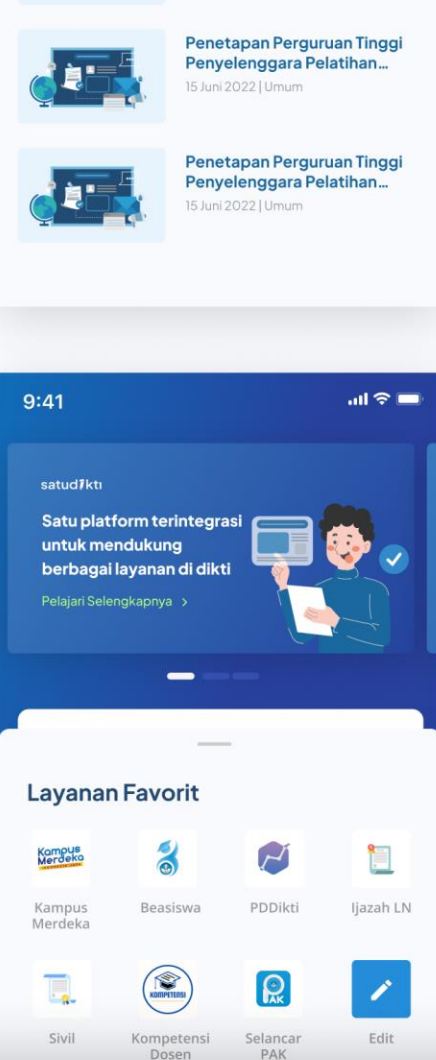 Penetapan Perguruan Tinggi
Penyelenggara Pelatihan...
15 Juni 2022 | Umum
Penetapan Perguruan Tinggi
Penyelenggara Pelatihan...
15 Juni 2022 | Umum
9:41
satudikti
Satu platform terintegrasi
untuk mendukung
berbagai layanan di dikti
Pelajari Selengkapnya >
Layanan Favorit
Kampus
Merdeka
Kampus
Merdeka
Beasiswa
PDDikti
Ijazah LN
KOMPETENSI
PAK
Sivil
Kompetensi
Dosen
Selancar
PAK
Edit